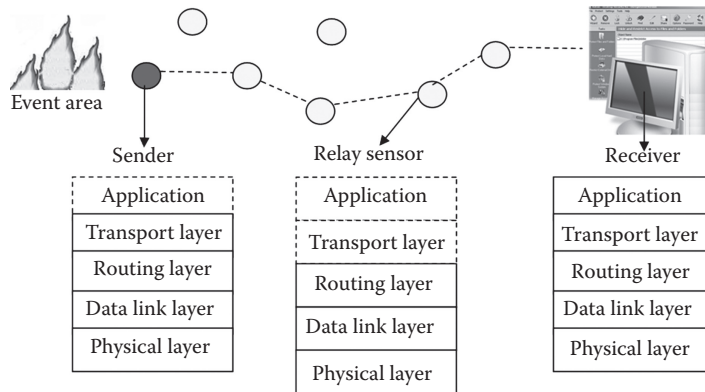 Event area
Sender
Relay sensor
Receiver
Application
Transport layer
Routing layer
Data link layer
Physical layer
Application
Transport layer
Routing layer
Data link layer
Physical layer
Application
Transport layer
Routing layer
Data link layer
Physical layer